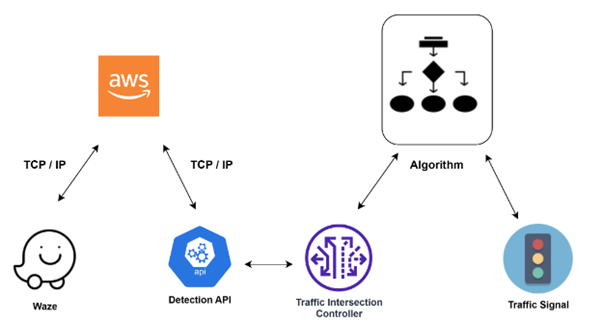 aws
TCP / IP
TCP / IP
Algorithm
api
Waze
Detection API
Traffic Intersection
Controller
Traffic Signal